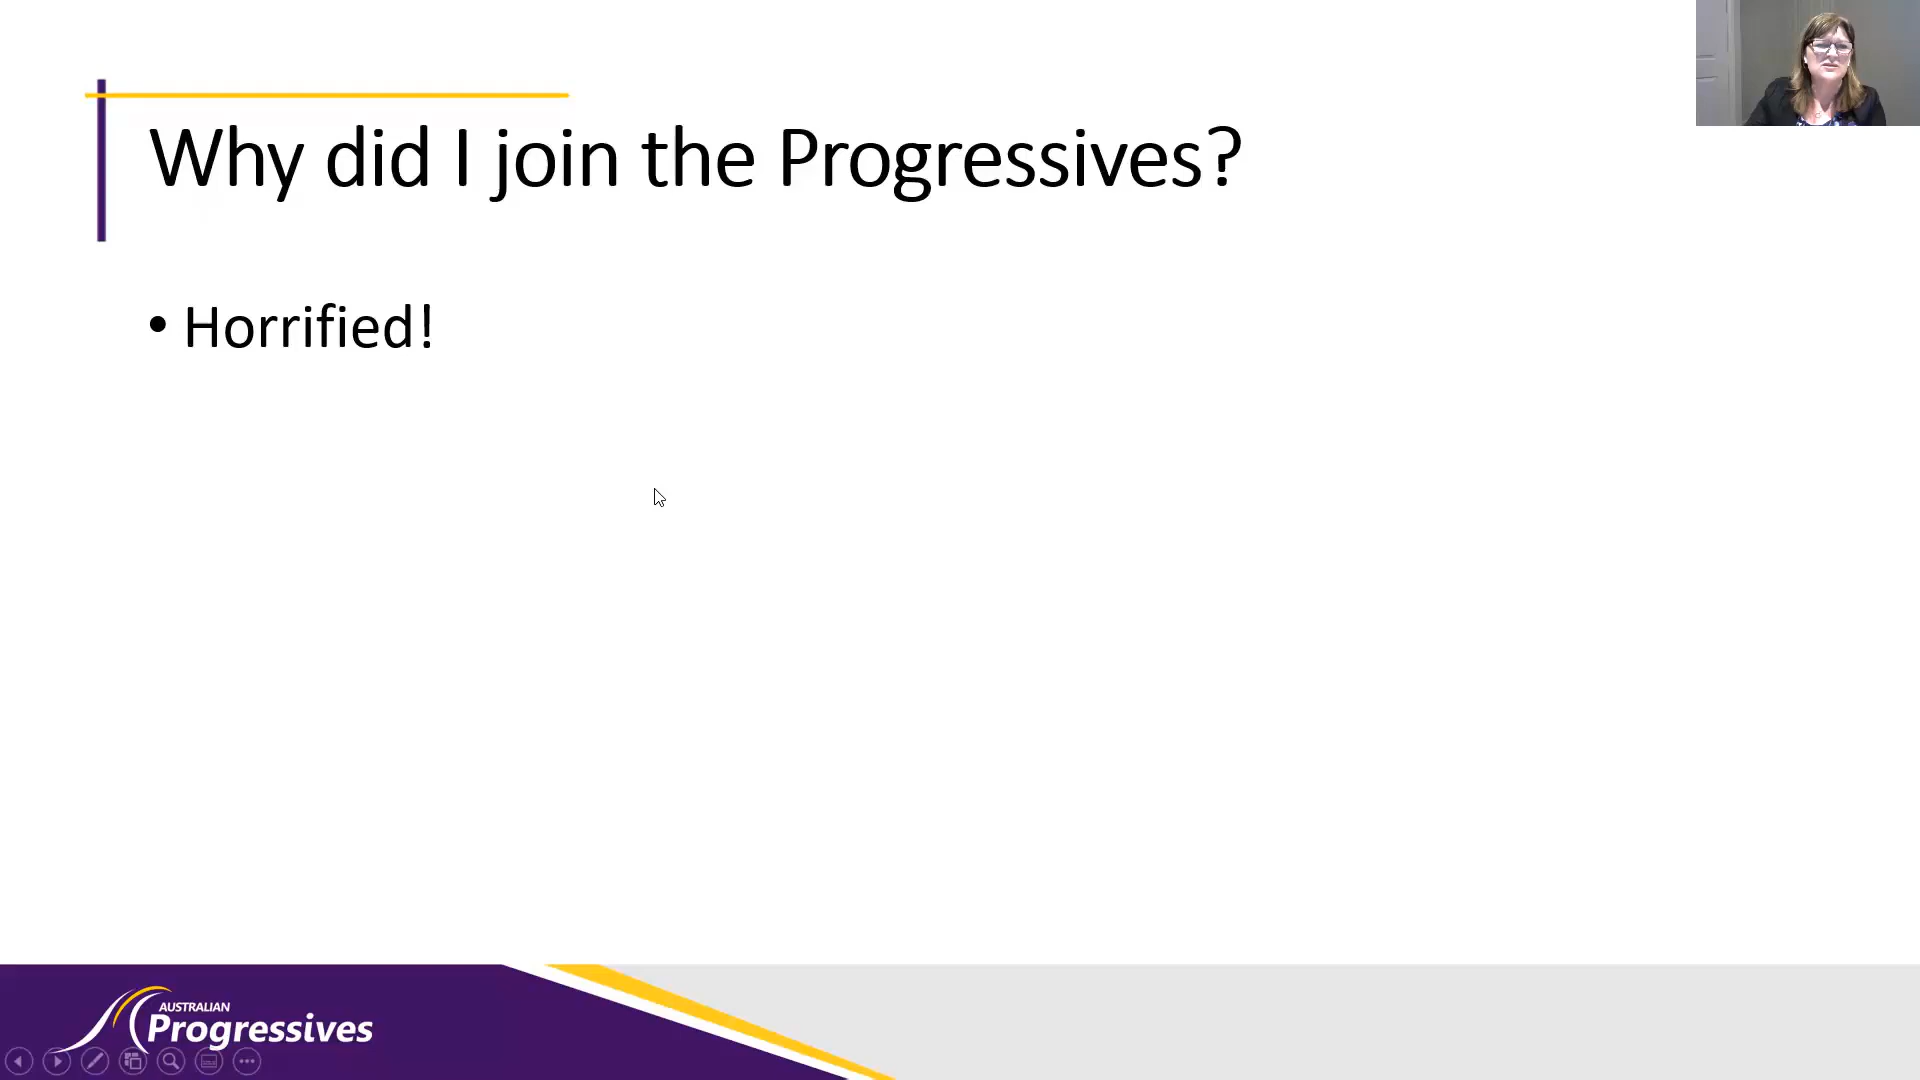 Why did I join the Progressives?
• Horrified!
AUSTRALIAN
Progressives